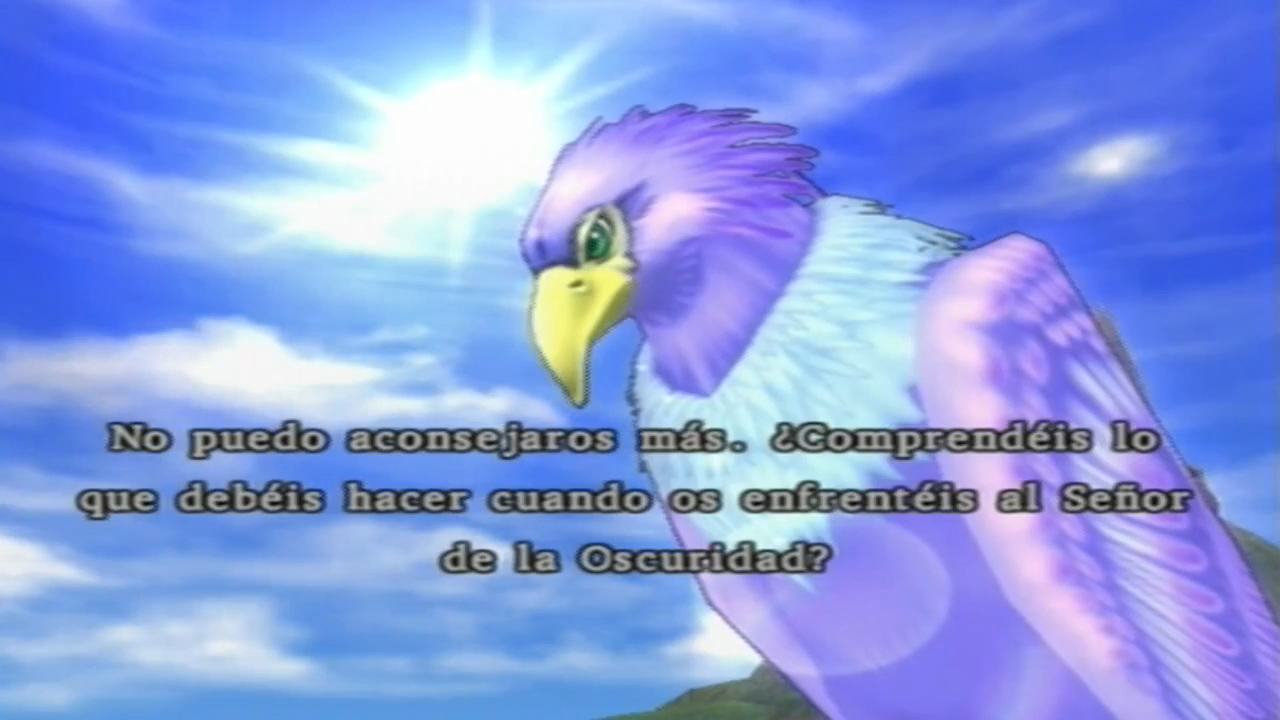 No puedo aconsejaros más. ¿Comprendéis lo
que debéis hacer cuando os enfrentéis al Señor
de la Oscuridad?